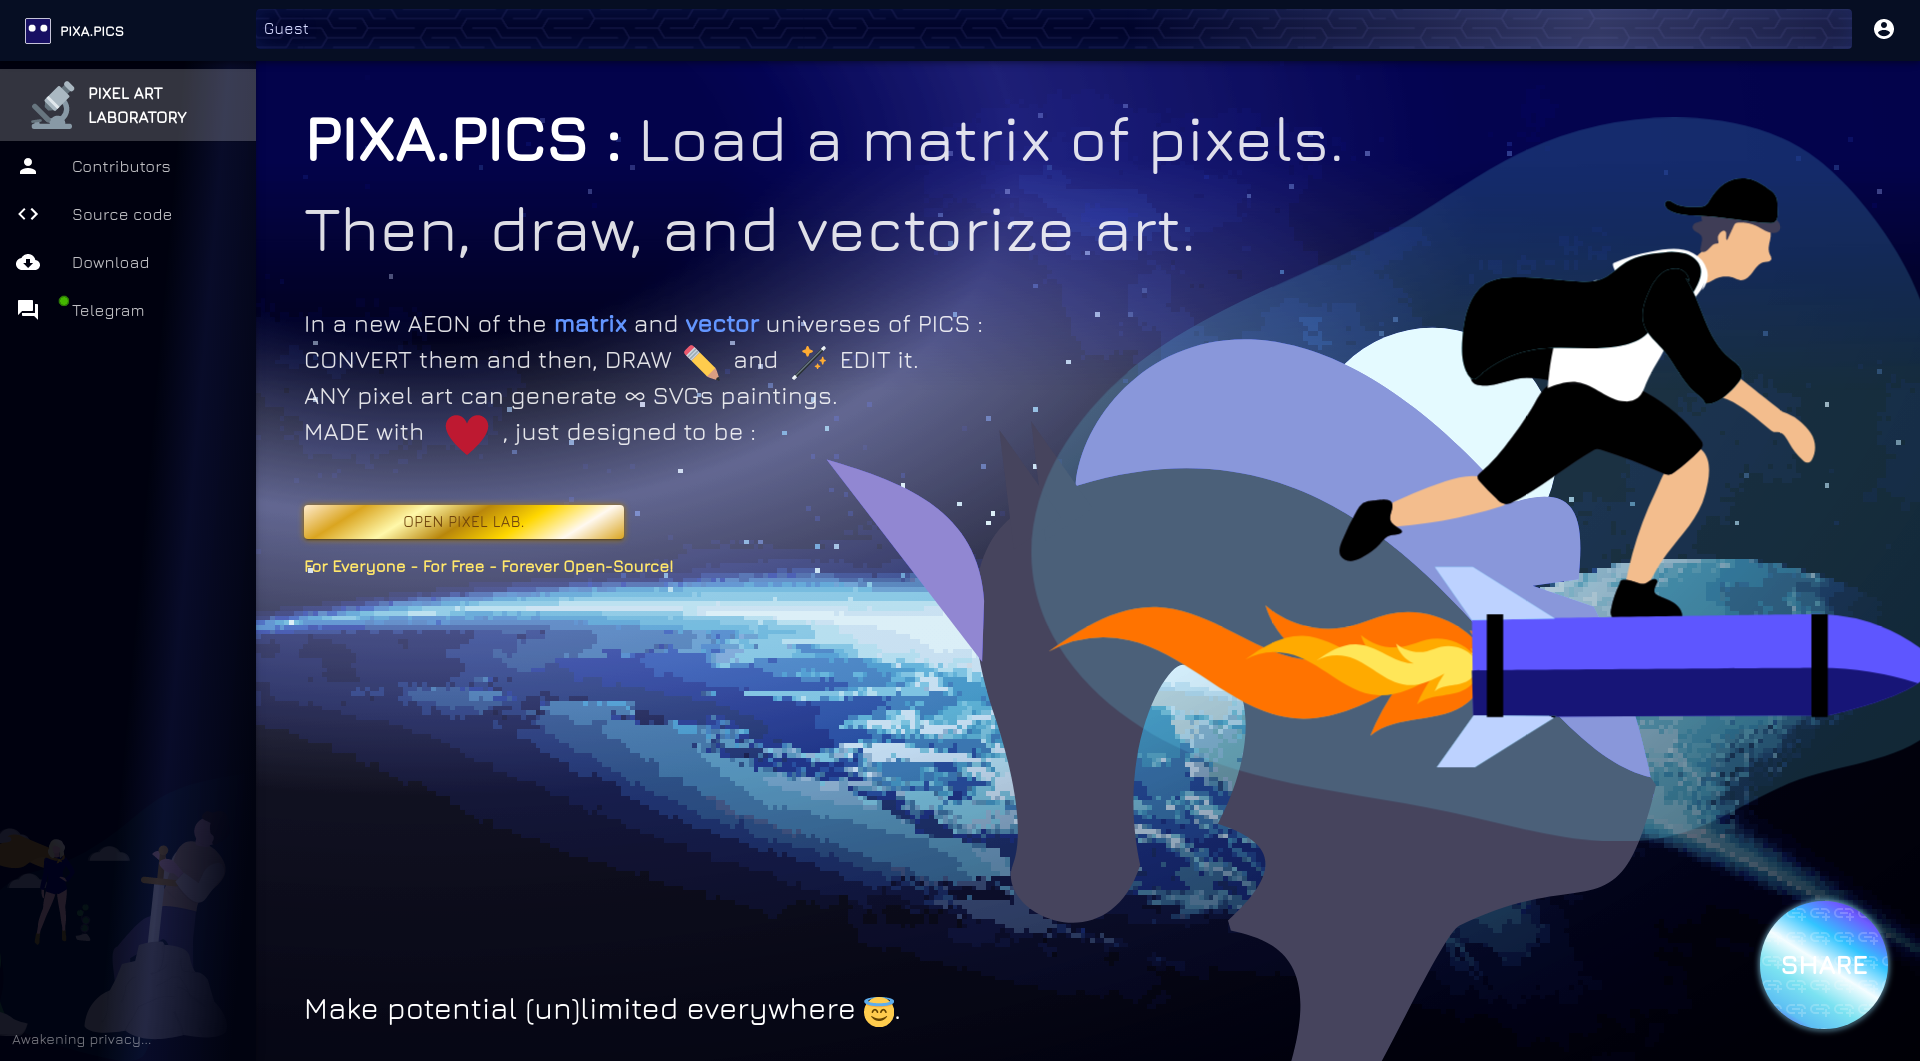 PIXA.PICS
Guest
PIXEL ART
LABORATORY
Contributors
Source code
Download
Telegram
Awakening privacy...
PIXA.PICS : Load a matrix of pixels.
Then, draw, and vectorize art.
In a new AEON of the matrix and vector universes of PICS :
CONVERT them and then, DRAW ✏️ and 🪄 EDIT it.
ANY pixel art can generate ∞ SVGs paintings.
MADE with ❤️ , just designed to be :
OPEN PIXEL LAB.
For Everyone - For Free - Forever Open-Source!
Make potential (un)limited everywhere 😇.
SHARE